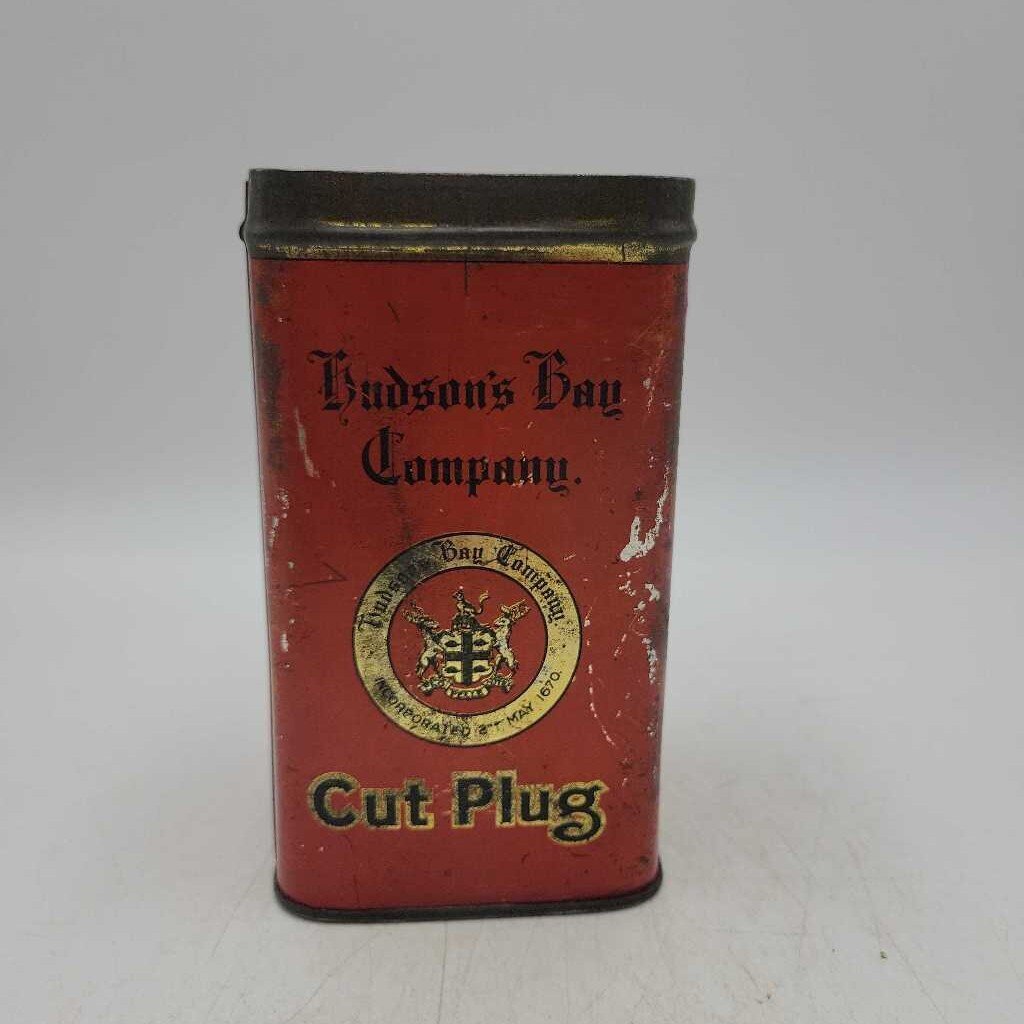 Hudson's Bay
Company.
Hudson's Bay Company
INCORPORATED 2ND MAY 1670.
Cut Plug